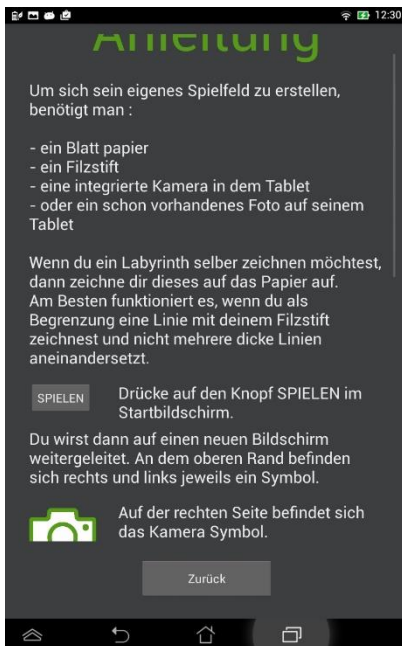 12:30
Anleitung
Um sich sein eigenes Spielfeld zu erstellen,
benötigt man :
- ein Blatt papier
- ein Filzstift
- eine integrierte Kamera in dem Tablet
- oder ein schon vorhandenes Foto auf seinem
Tablet
Wenn du ein Labyrinth selber zeichnen möchtest,
dann zeichne dir dieses auf das Papier auf.
Am Besten funktioniert es, wenn du als
Begrenzung eine Linie mit deinem Filzstift
zeichnest und nicht mehrere dicke Linien
aneinandersetzt.
SPIELEN
Drücke auf den Knopf SPIELEN im
Startbildschirm.
Du wirst dann auf einen neuen Bildschirm
weitergeleitet. An dem oberen Rand befinden
sich rechts und links jeweils ein Symbol.
Auf der rechten Seite befindet sich
das Kamera Symbol.
Zurück